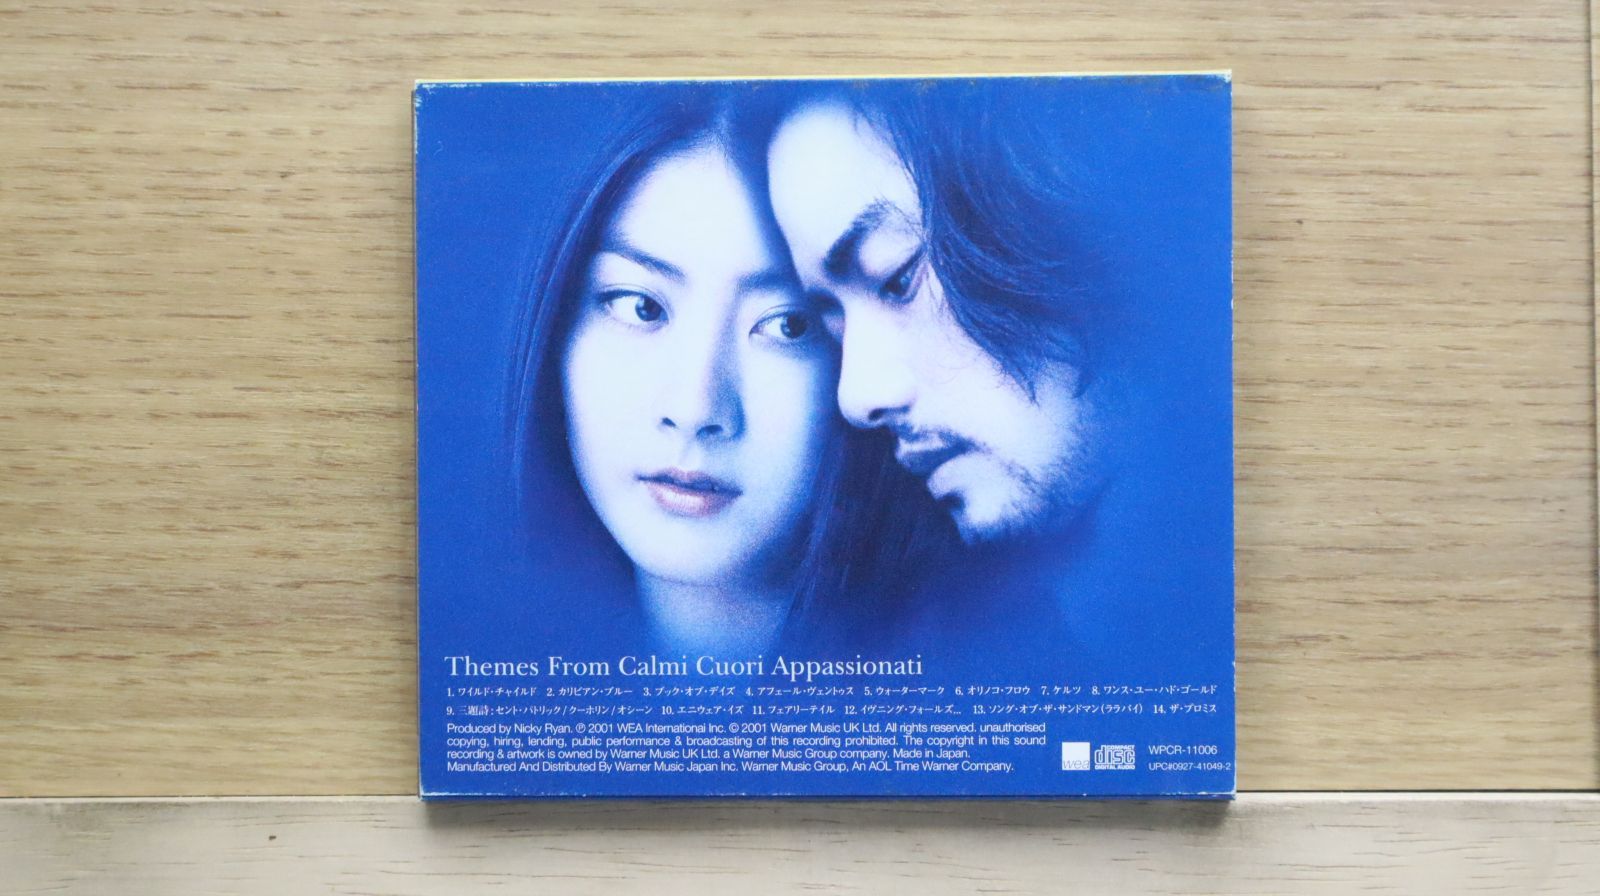 Themes From Calmi Cuori Appassionati
1. ワイルド・チャイルド 2. カリビアン・ブルー 3. ブック・オブ・デイズ 4. アフェール・ヴェントゥス 5. ウォーターマーク 6. オリノコ・フロウ 7. ケルツ 8. ワンス・ユー・ハド・ゴールド
9. 三題詩：セント・パトリック／クーホリン／オシーン 10. エニウェア・イズ 11. フェアリーテイル 12. イヴニング・フォールズ… 13. ソング・オブ・ザ・サンドマン（ララバイ） 14. ザ・プロミス
Produced by Nicky Ryan. ℗ 2001 WEA International Inc. © 2001 Warner Music UK Ltd. All rights reserved. unauthorised
copying, hiring, lending, public performance & broadcasting of this recording prohibited. The copyright in this sound
recording & artwork is owned by Warner Music UK Ltd. a Warner Music Group company. Made in Japan.
Manufactured And Distributed By Warner Music Japan Inc. Warner Music Group, An AOL Time Warner Company.
wea
COMPACT
disc
DIGITAL AUDIO
WPCR-11006
UPC#0927-41049-2